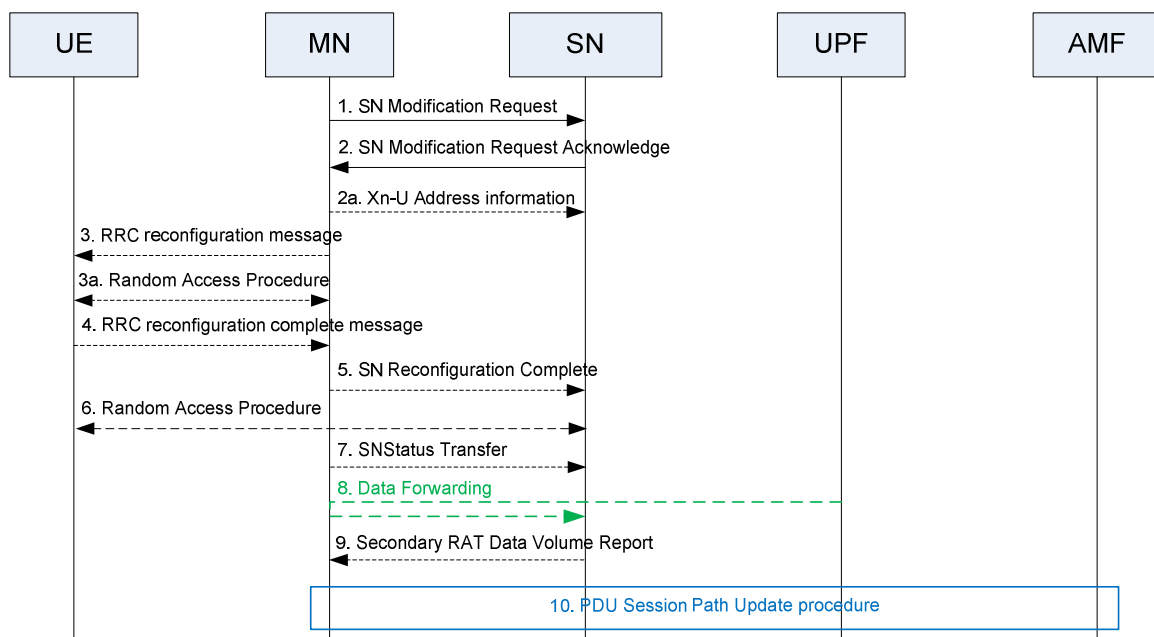 UE
MN
SN
UPF
AMF
1. SN Modification Request
2. SN Modification Request Acknowledge
2a. Xn-U Address information
3. RRC reconfiguration message
3a. Random Access Procedure
4. RRC reconfiguration complete message
5. SN Reconfiguration Complete
6. Random Access Procedure
7. SNStatus Transfer
8. Data Forwarding
9. Secondary RAT Data Volume Report
10. PDU Session Path Update procedure